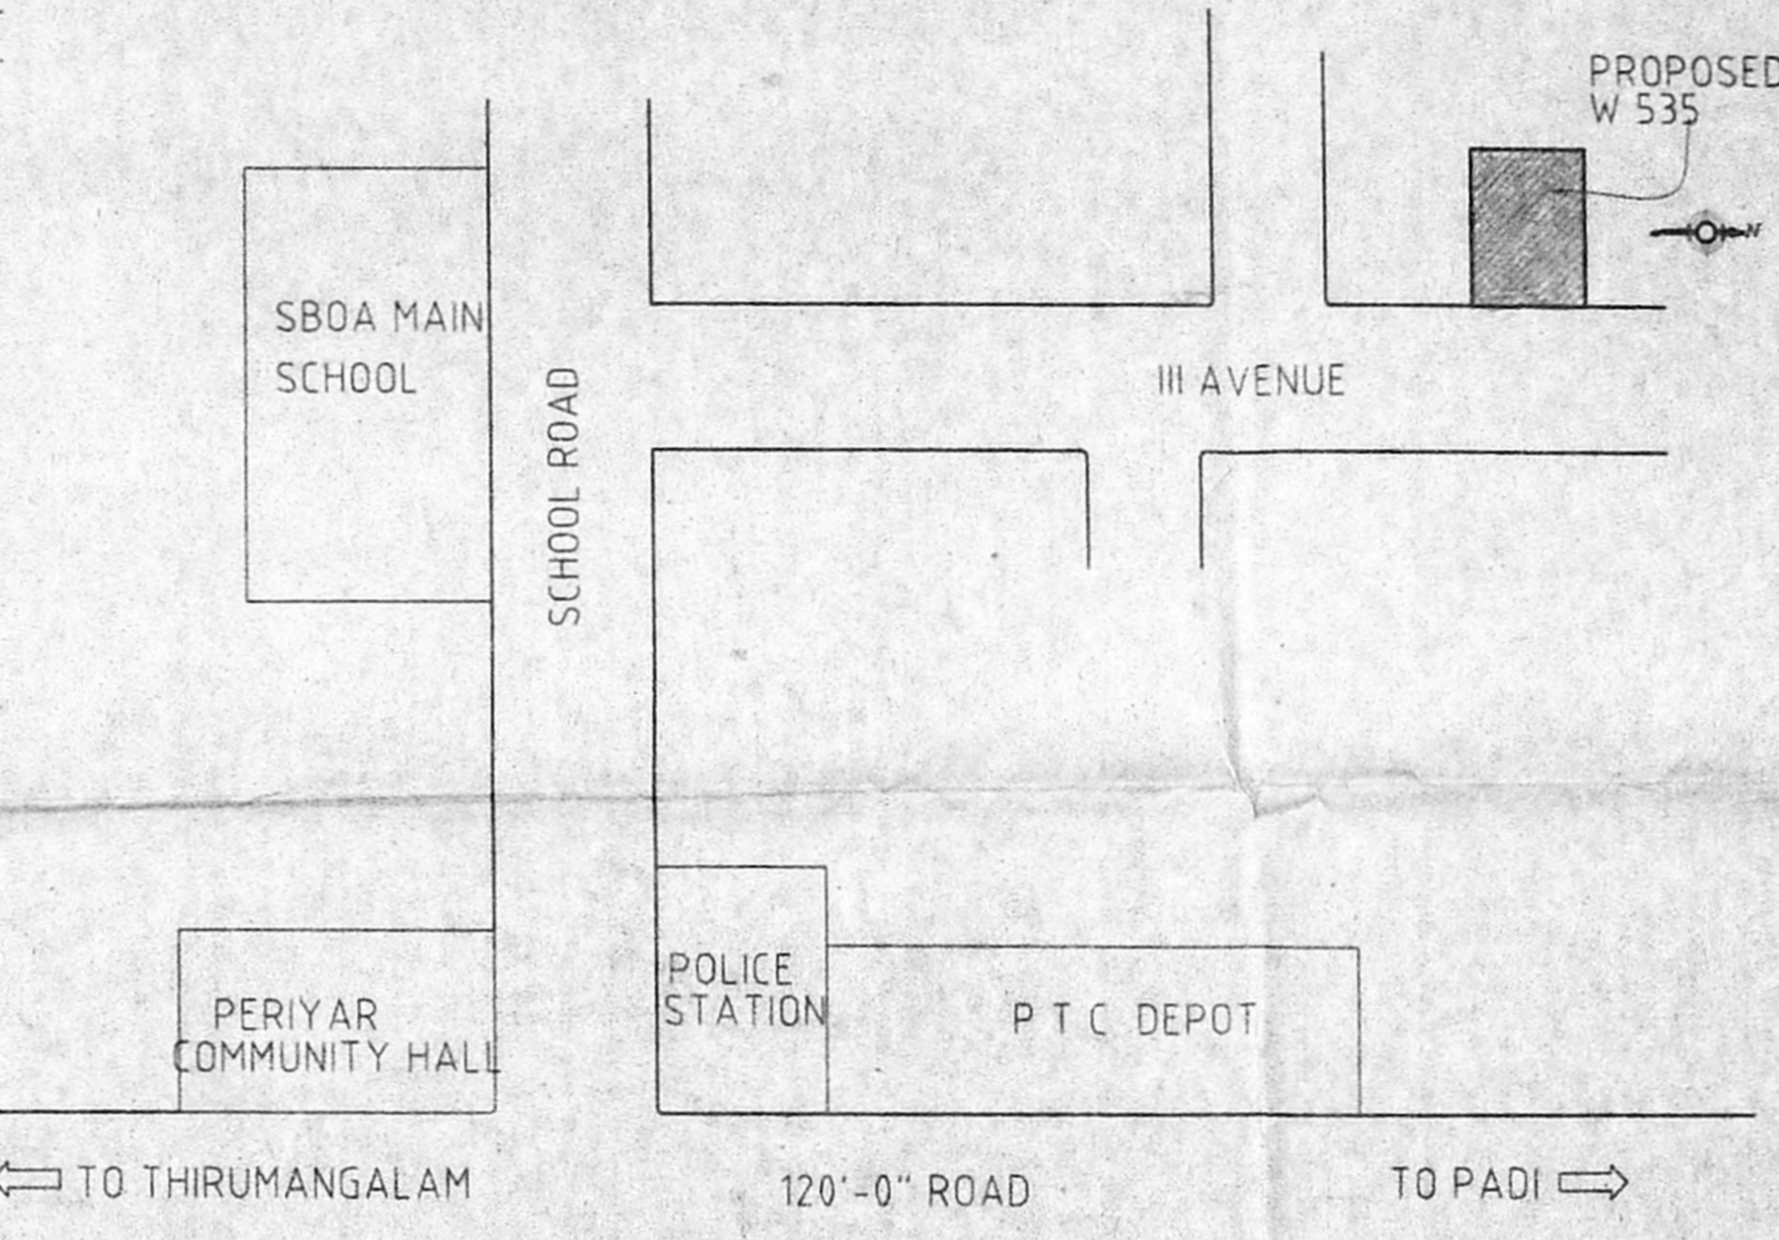 PROPOSED
W 535
N
SBOA MAIN
SCHOOL
III AVENUE
SCHOOL ROAD
POLICE
STATION
P T C DEPOT
PERIYAR
COMMUNITY HALL
TO THIRUMANGALAM
120'-0" ROAD
TO PADI